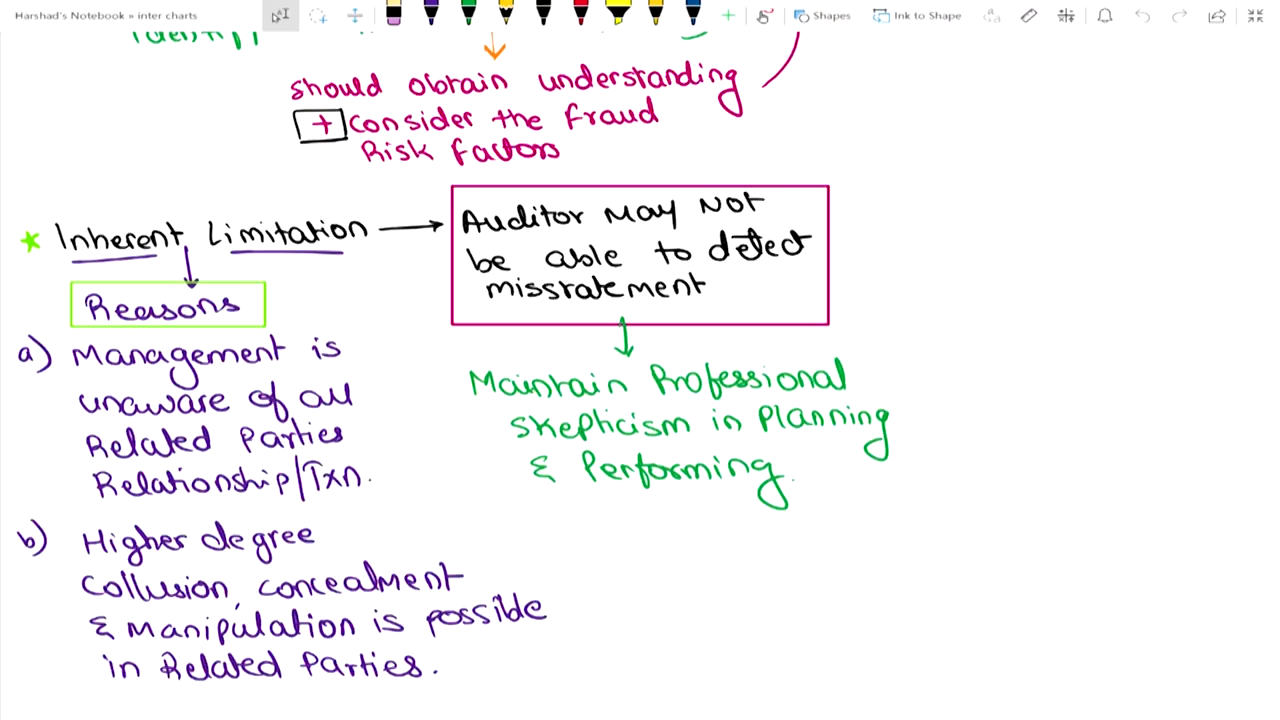 Harshad's Notebook » inter charts
Shapes
Ink to Shape
identify
should obtain understanding
+ consider the fraud
Risk factors
Inherent Limitation
Auditor may Not
be able to detect
misstatement
Reasons
a) Management is
unaware of all
Related Parties
Relationship/Txn.
Maintain Professional
skepticism in Planning
& Performing.
b) Higher degree
collusion, concealment
& manipulation is possible
in Related Parties.